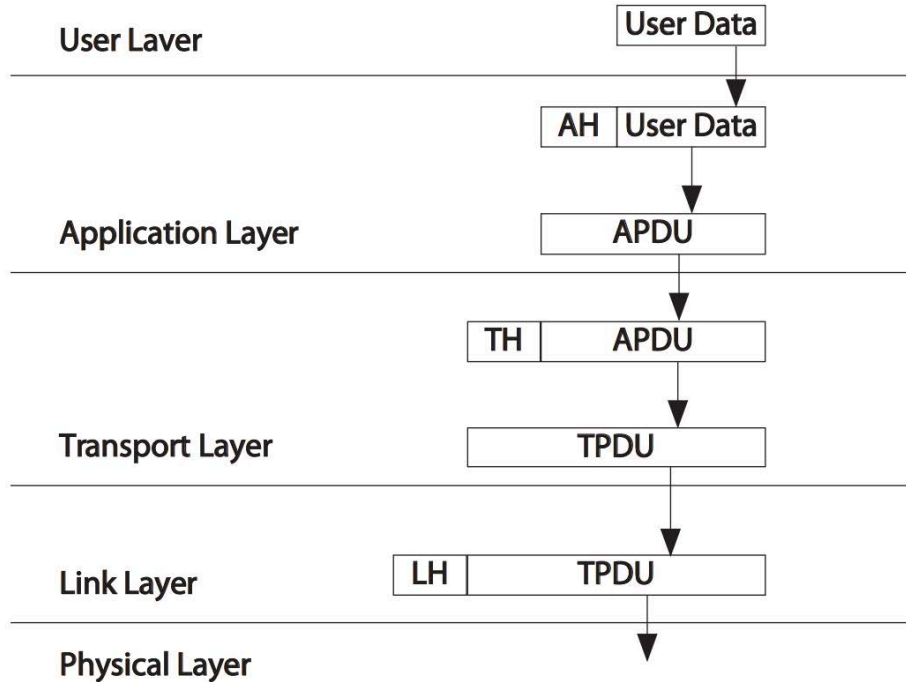 User Data
User Laver
AH User Data
Application Layer APDU
TH APDU
Transport Layer TPDU
LH TPDU
Link Layer
Physical Layer